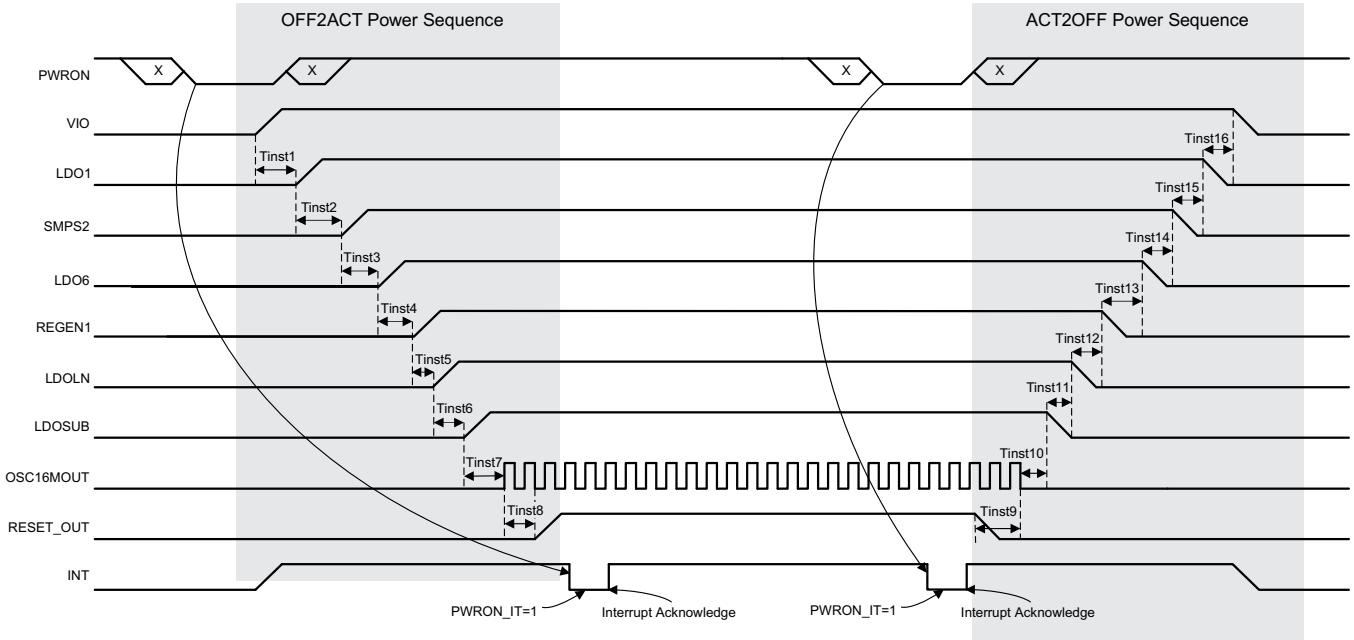 OFF2ACT Power Sequence
ACT2OFF Power Sequence
PWRON
X
X
X
X
VIO
Tinst1
Tinst16
LDO1
Tinst2
Tinst15
SMPS2
Tinst3
Tinst14
LDO6
Tinst4
Tinst13
REGEN1
Tinst5
Tinst12
LDOLN
Tinst6
Tinst11
LDOSUB
Tinst7
Tinst10
OSC16MOUT
Tinst8
Tinst9
RESET_OUT
INT
PWRON_IT=1
Interrupt Acknowledge
PWRON_IT=1
Interrupt Acknowledge